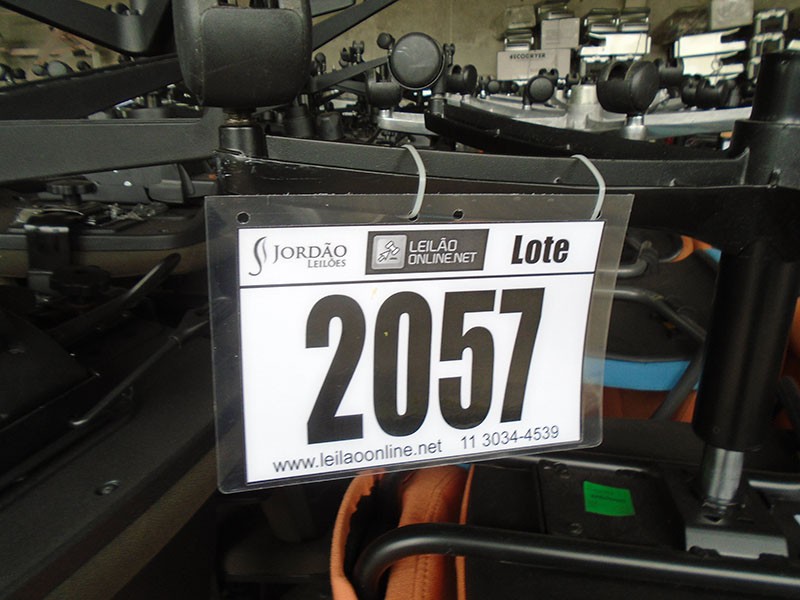 JORDÃO
LEILÕES
LEILÃO
ONLINE.NET
Lote
2057
www.leilaoonline.net 11 3034-4539